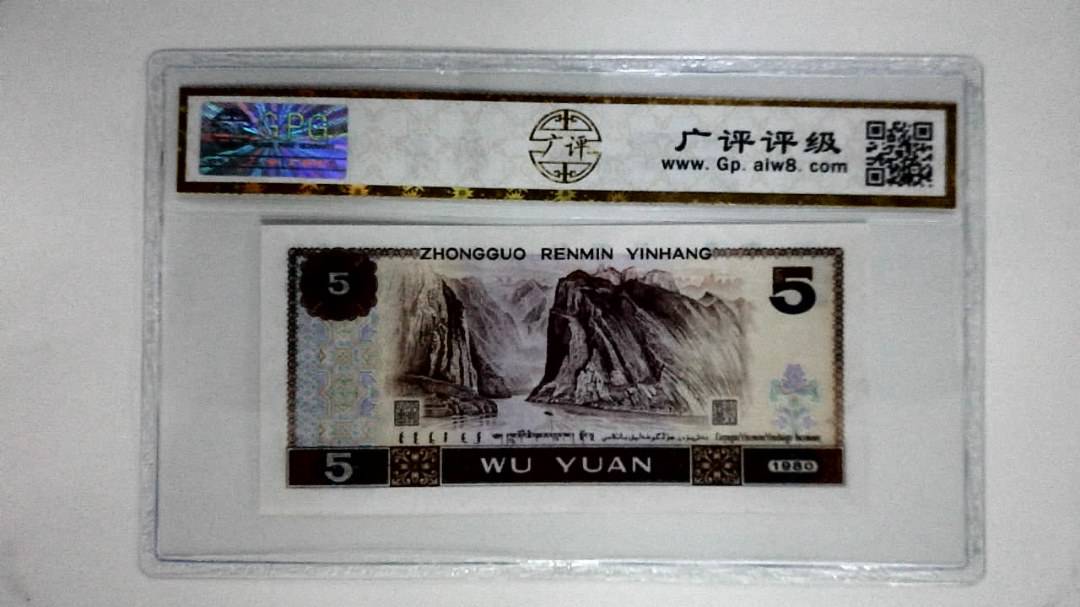 GPG
广评
广评评级
www. Gp. aiw8. com
ZHONGGUO RENMIN YINHANG
5
5
5
WU YUAN
1980